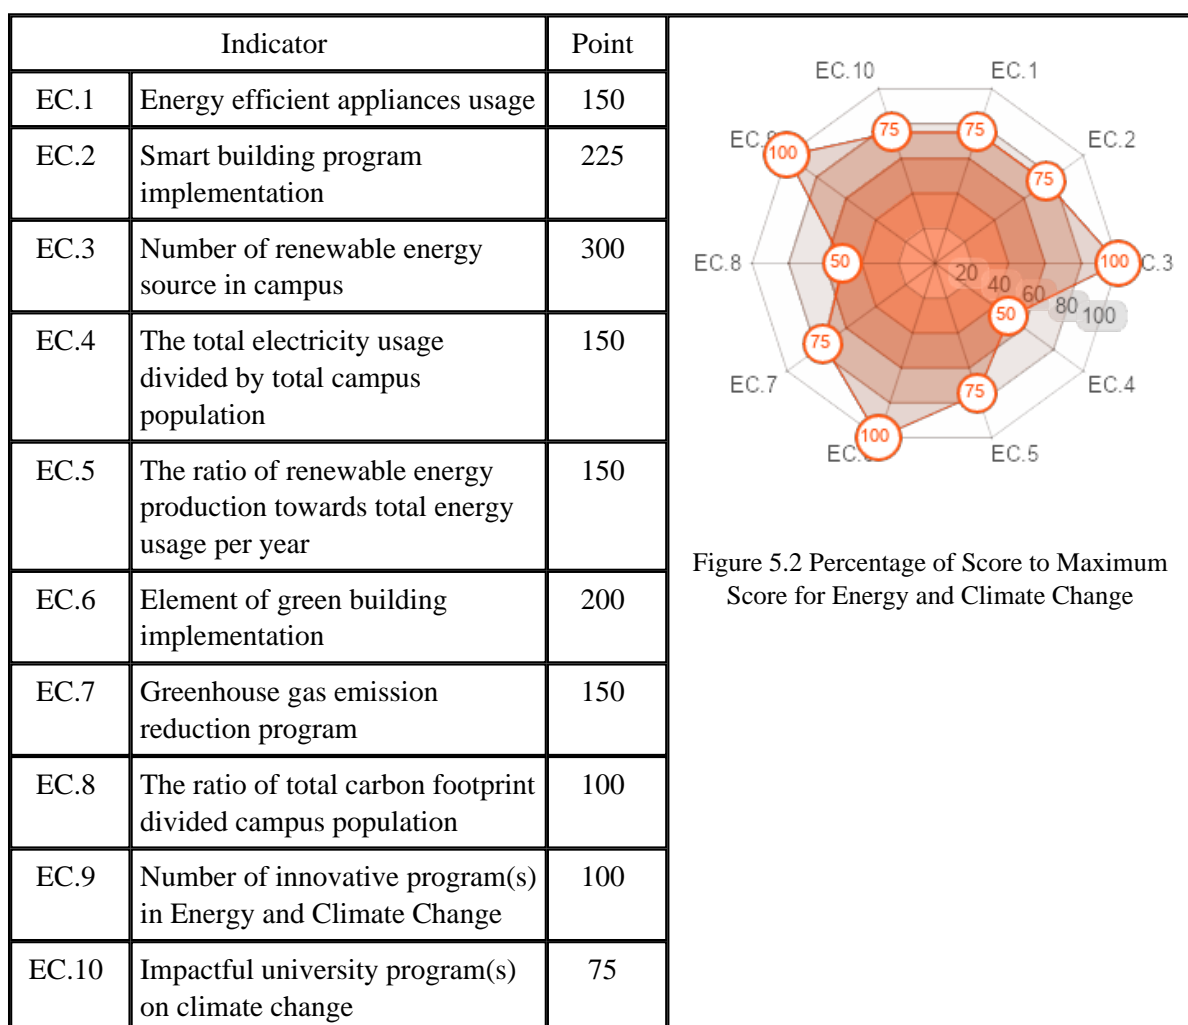 Indicator Point
EC.1 Energy efficient appliances usage 150
EC.2 Smart building program 225
implementation
EC.3 Number of renewable energy 300
source in campus
EC.4 The total electricity usage 150
divided by total campus
population
EC.5 The ratio of renewable energy 150
production towards total energy
usage per year
EC.6 Element of green building 200
implementation
EC.7 Greenhouse gas emission 150
reduction program
EC.8 The ratio of total carbon footprint 100
divided campus population
EC.9 Number of innovative program(s) 100
in Energy and Climate Change
EC.10 Impactful university program(s) 75
on climate change
EC.10 EC.1
75 75
EC. EC.2
100 75
EC.8 50 100 C.3
20 40 60 80 100
50
75
EC.7 EC.4
75
100
EC. EC.5
Figure 5.2 Percentage of Score to Maximum
Score for Energy and Climate Change